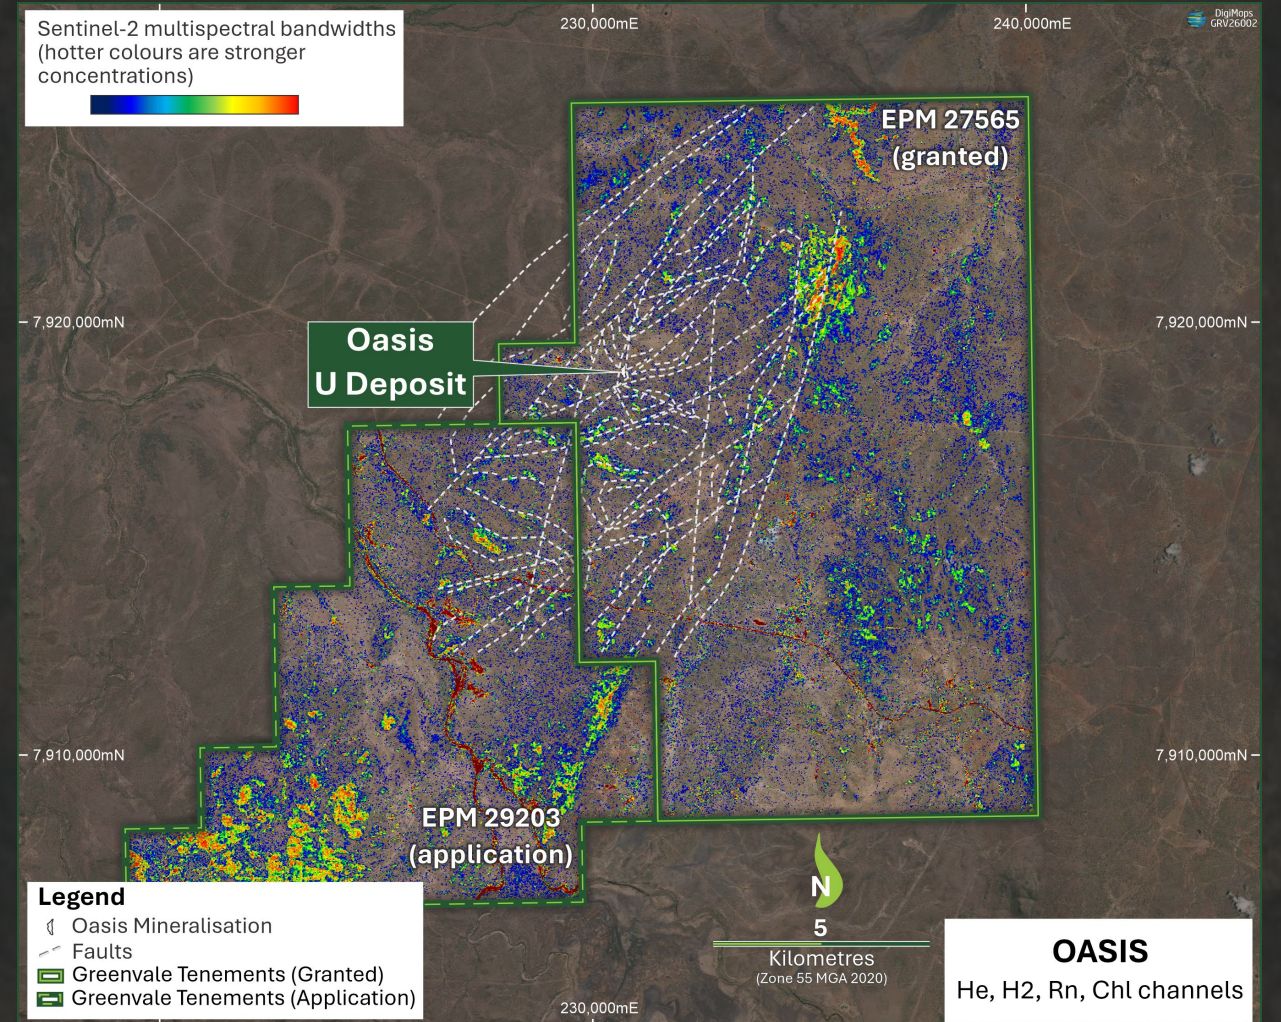 Sentinel-2 multispectral bandwidths
(hotter colours are stronger
concentrations)
230,000mE
240,000mE
DigiMaps
GRV26002
EPM 27565
(granted)
7,920,000mN
7,920,000mN
Oasis
U Deposit
7,910,000mN
7,910,000mN
EPM 29203
(application)
Legend
Oasis Mineralisation
Faults
Greenvale Tenements (Granted)
Greenvale Tenements (Application)
N
5
Kilometres
(Zone 55 MGA 2020)
230,000mE
OASIS
He, H2, Rn, Chl channels